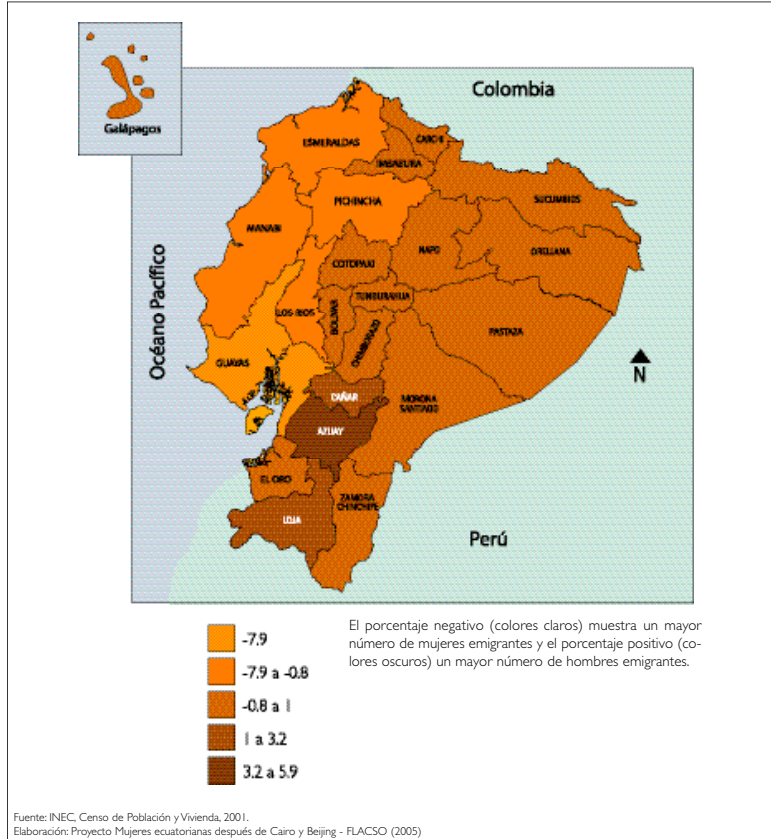 Colombia
Galápagos
ESMERALDAS
CARCHI
IMBABURA
SUCUMBIOS
PICHINCHA
MANABI
NAPO
ORELLANA
COTOPAXI
TUNGURAHUA
LOS RIOS
BOLIVAR
CHIMBORAZO
PASTAZA
GUAYAS
Océano Pacífico
N
CAÑAR
MORONA
SANTIAGO
AZUAY
EL ORO
ZAMORA
CHINCHIPE
LOJA
Perú
-7.9
-7.9 a -0.8
-0.8 a 1
1 a 3.2
3.2 a 5.9
El porcentaje negativo (colores claros) muestra un mayor
número de mujeres emigrantes y el porcentaje positivo (co-
lores oscuros) un mayor número de hombres emigrantes.
Fuente: INEC, Censo de Población y Vivienda, 2001.
Elaboración: Proyecto Mujeres ecuatorianas después de Cairo y Beijing - FLACSO (2005)